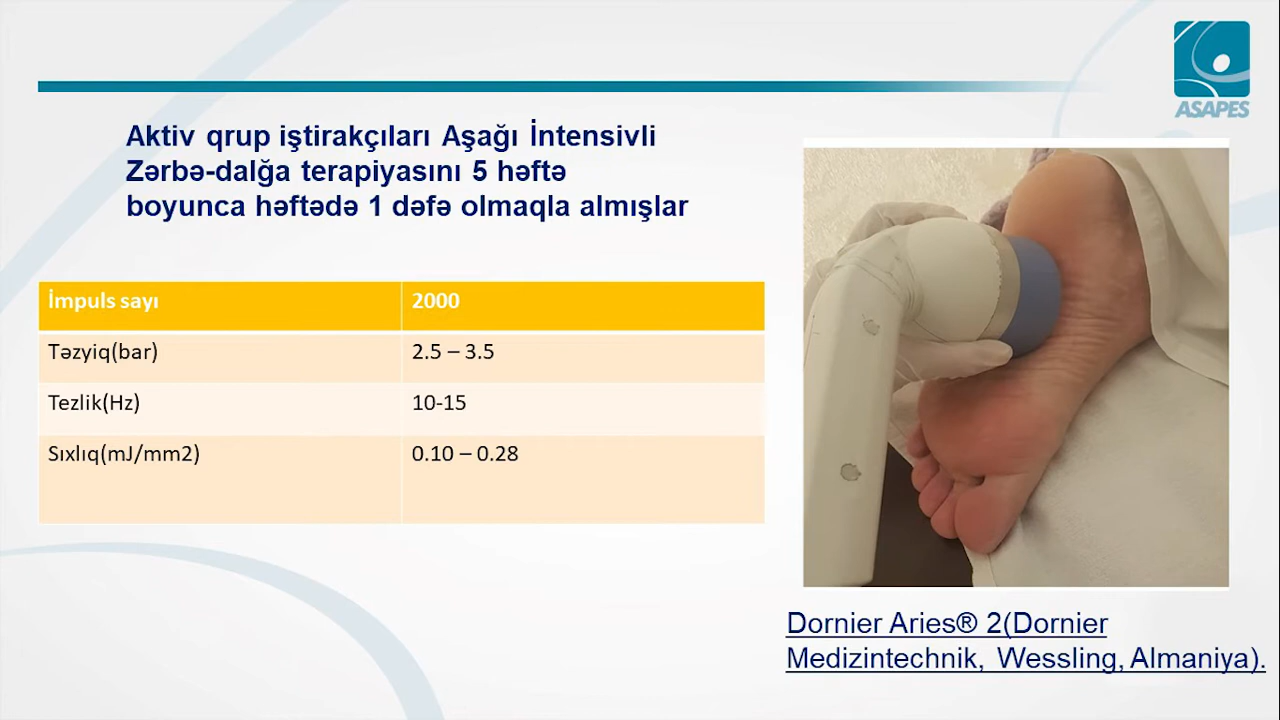 ASAPES
Aktiv qrup iştirakçıları Aşağı İntensivli
Zərbə-dalğa terapiyasını 5 həftə
boyunca həftədə 1 dəfə olmaqla almışlar
İmpuls sayı 2000
Təzyiq(bar) 2.5 – 3.5
Tezlik(Hz) 10-15
Sıxlıq(mJ/mm2) 0.10 – 0.28
Dornier Aries® 2(Dornier
Medizintechnik, Wessling, Almaniya).